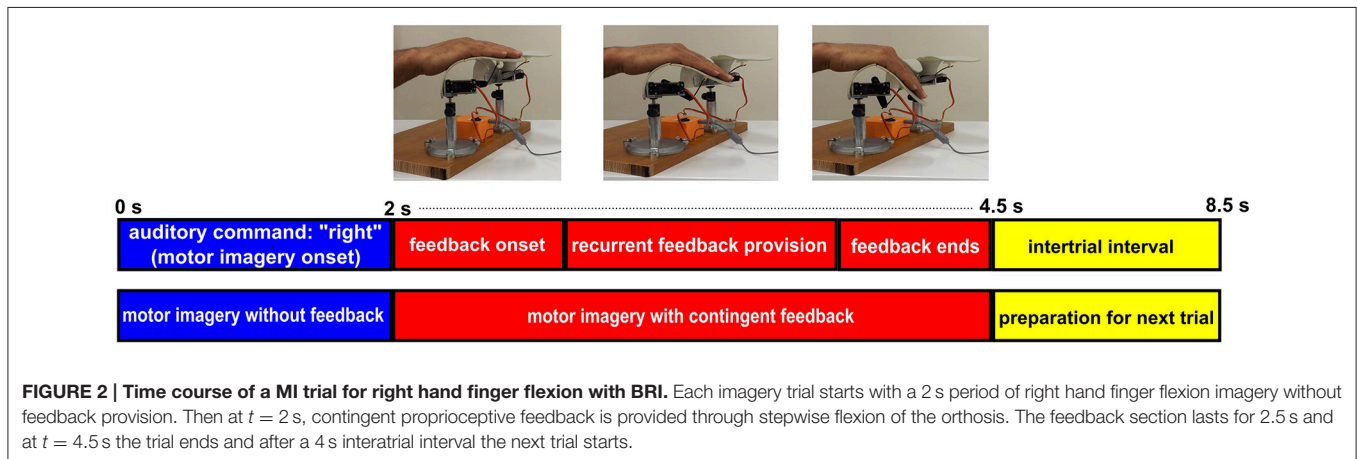 0 s 2 s 4.5 s 8.5 s
auditory command: "right"
(motor imagery onset)
feedback onset
recurrent feedback provision
feedback ends
intertrial interval
motor imagery without feedback
motor imagery with contingent feedback
preparation for next trial
FIGURE 2 | Time course of a MI trial for right hand finger flexion with BRI. Each imagery trial starts with a 2 s period of right hand finger flexion imagery without
feedback provision. Then at t = 2 s, contingent proprioceptive feedback is provided through stepwise flexion of the orthosis. The feedback section lasts for 2.5 s and
at t = 4.5 s the trial ends and after a 4 s interatrial interval the next trial starts.